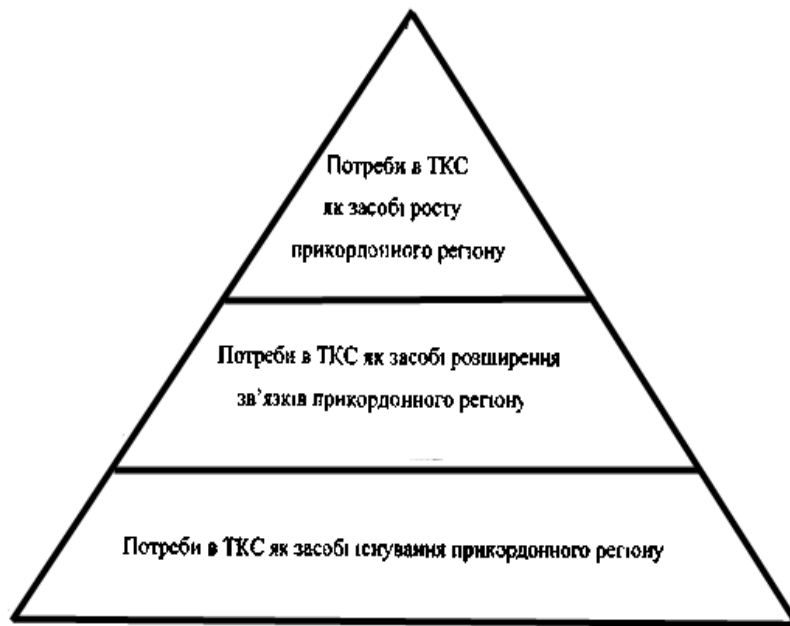 Потреби в ТКС
як засобі росту
прикордонного регіону
Потреби в ТКС як засобі розширення
зв’язків прикордонного регіону
Потреби в ТКС як засобі існування прикордонного регіону